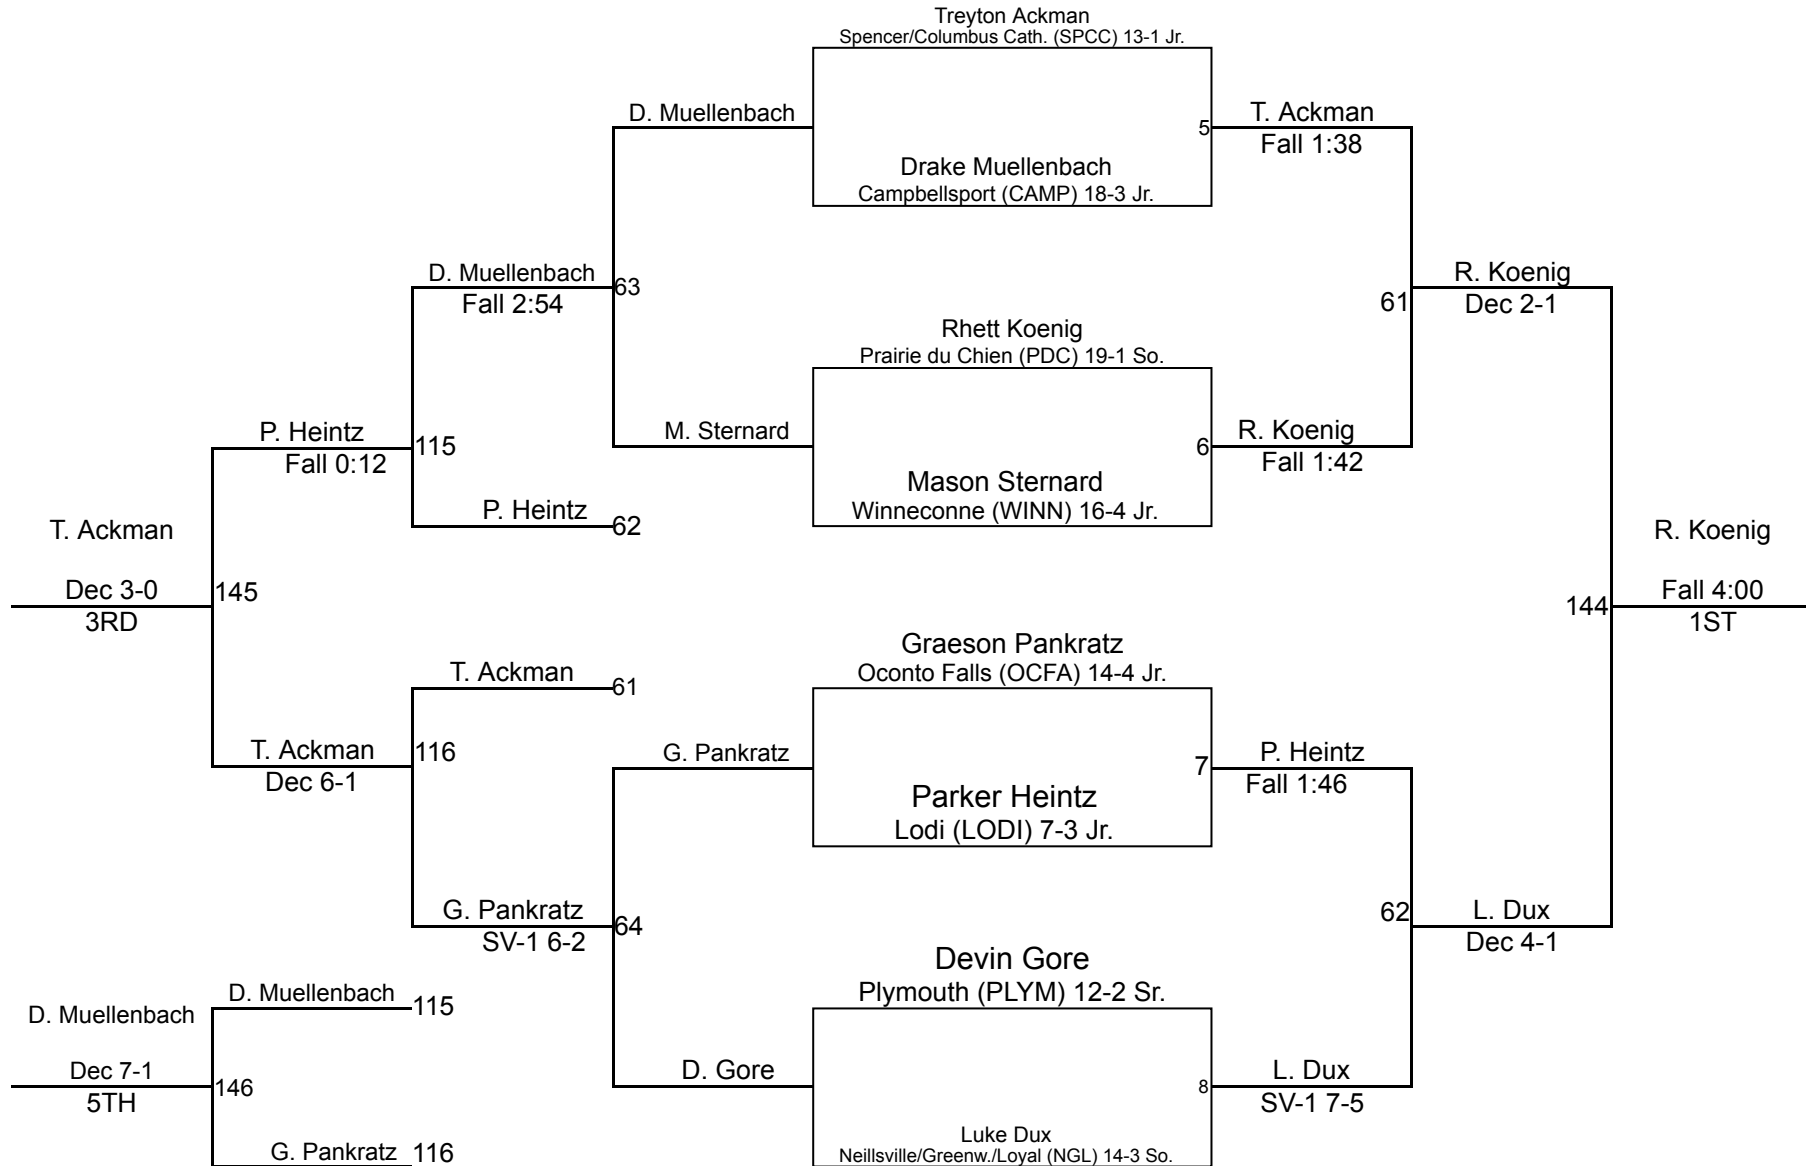 Treyton Ackman
Spencer/Columbus Cath. (SPCC) 13-1 Jr.
D. Muellenbach
5
T. Ackman
Fall 1:38
Drake Muellenbach
Campbellsport (CAMP) 18-3 Jr.
D. Muellenbach
Fall 2:54
63
61
R. Koenig
Dec 2-1
Rhett Koenig
Prairie du Chien (PDC) 19-1 So.
P. Heintz
Fall 0:12
115
M. Sternard
6
R. Koenig
Fall 1:42
Mason Sternard
Winneconne (WINN) 16-4 Jr.
P. Heintz
62
T. Ackman
Dec 3-0
3RD
145
144
R. Koenig
Fall 4:00
1ST
Graeson Pankratz
Oconto Falls (OCFA) 14-4 Jr.
T. Ackman
61
T. Ackman
Dec 6-1
116
G. Pankratz
7
P. Heintz
Fall 1:46
Parker Heintz
Lodi (LODI) 7-3 Jr.
G. Pankratz
SV-1 6-2
64
62
L. Dux
Dec 4-1
Devin Gore
Plymouth (PLYM) 12-2 Sr.
D. Muellenbach
115
D. Muellenbach
Dec 7-1
5TH
146
D. Gore
8
L. Dux
SV-1 7-5
Luke Dux
Neillsville/Greenw./Loyal (NGL) 14-3 So.
G. Pankratz
116